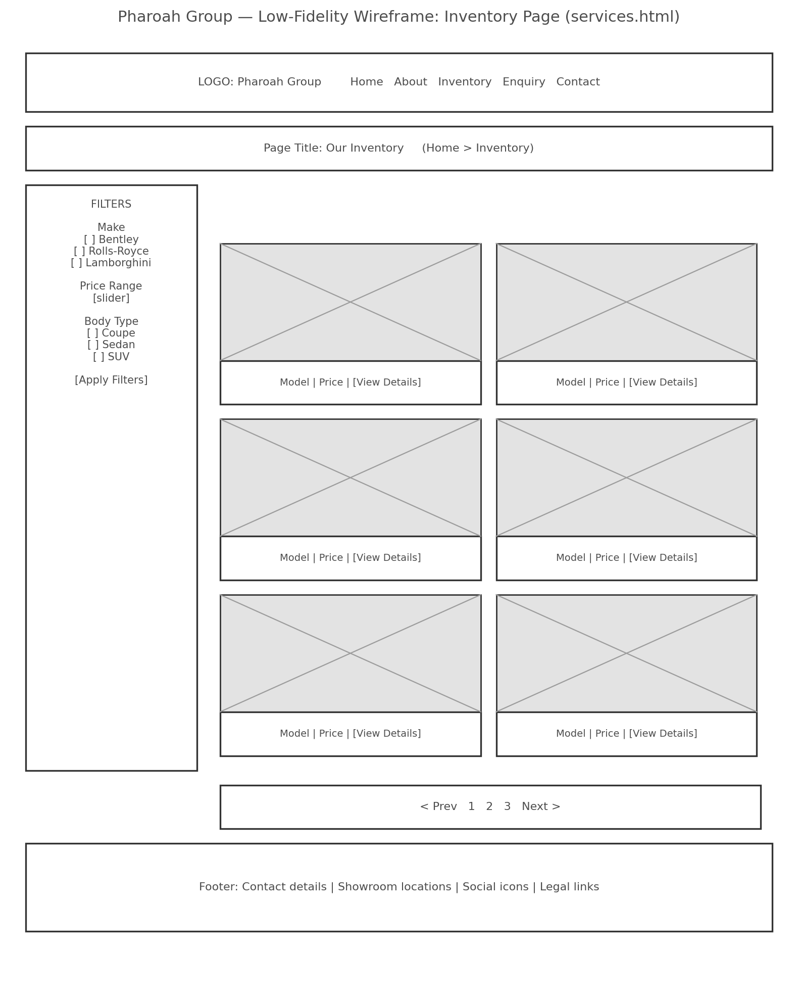 Pharoah Group — Low-Fidelity Wireframe: Inventory Page (services.html)
LOGO: Pharoah Group Home About Inventory Enquiry Contact
Page Title: Our Inventory (Home > Inventory)
FILTERS
Make
[ ] Bentley
[ ] Rolls-Royce
[ ] Lamborghini
Price Range
[slider]
Body Type
[ ] Coupe
[ ] Sedan
[ ] SUV
[Apply Filters]
Model | Price | [View Details]
Model | Price | [View Details]
Model | Price | [View Details]
Model | Price | [View Details]
Model | Price | [View Details]
Model | Price | [View Details]
< Prev 1 2 3 Next >
Footer: Contact details | Showroom locations | Social icons | Legal links